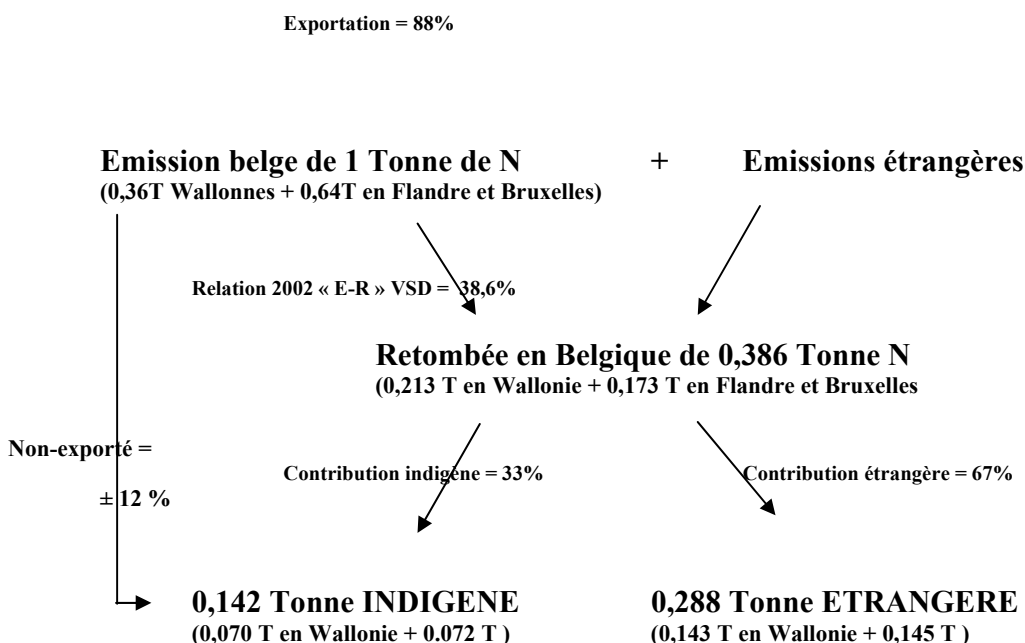 Exportation = 88%
Emission belge de 1 Tonne de N + Emissions étrangères
(0,36T Wallonnes + 0,64T en Flandre et Bruxelles)
Relation 2002 « E-R » VSD = 38,6%
Retombée en Belgique de 0,386 Tonne N
(0,213 T en Wallonie + 0,173 T en Flandre et Bruxelles
Non-exporté =
Contribution indigène = 33% Contribution étrangère = 67%
± 12 %
0,142 Tonne INDIGENE 0,288 Tonne ETRANGERE
(0,070 T en Wallonie + 0.072 T ) (0,143 T en Wallonie + 0,145 T )